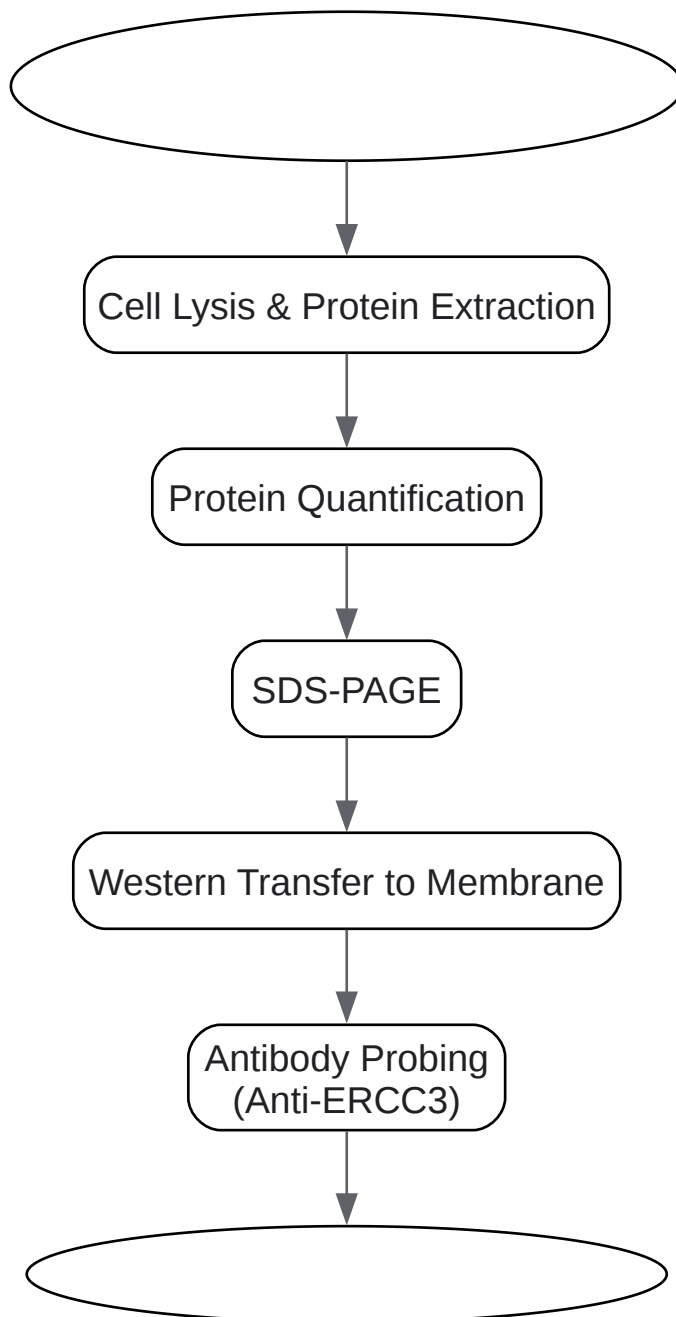 Cell Lysis & Protein Extraction
Protein Quantification
SDS-PAGE
Western Transfer to Membrane
Antibody Probing
(Anti-ERCC3)